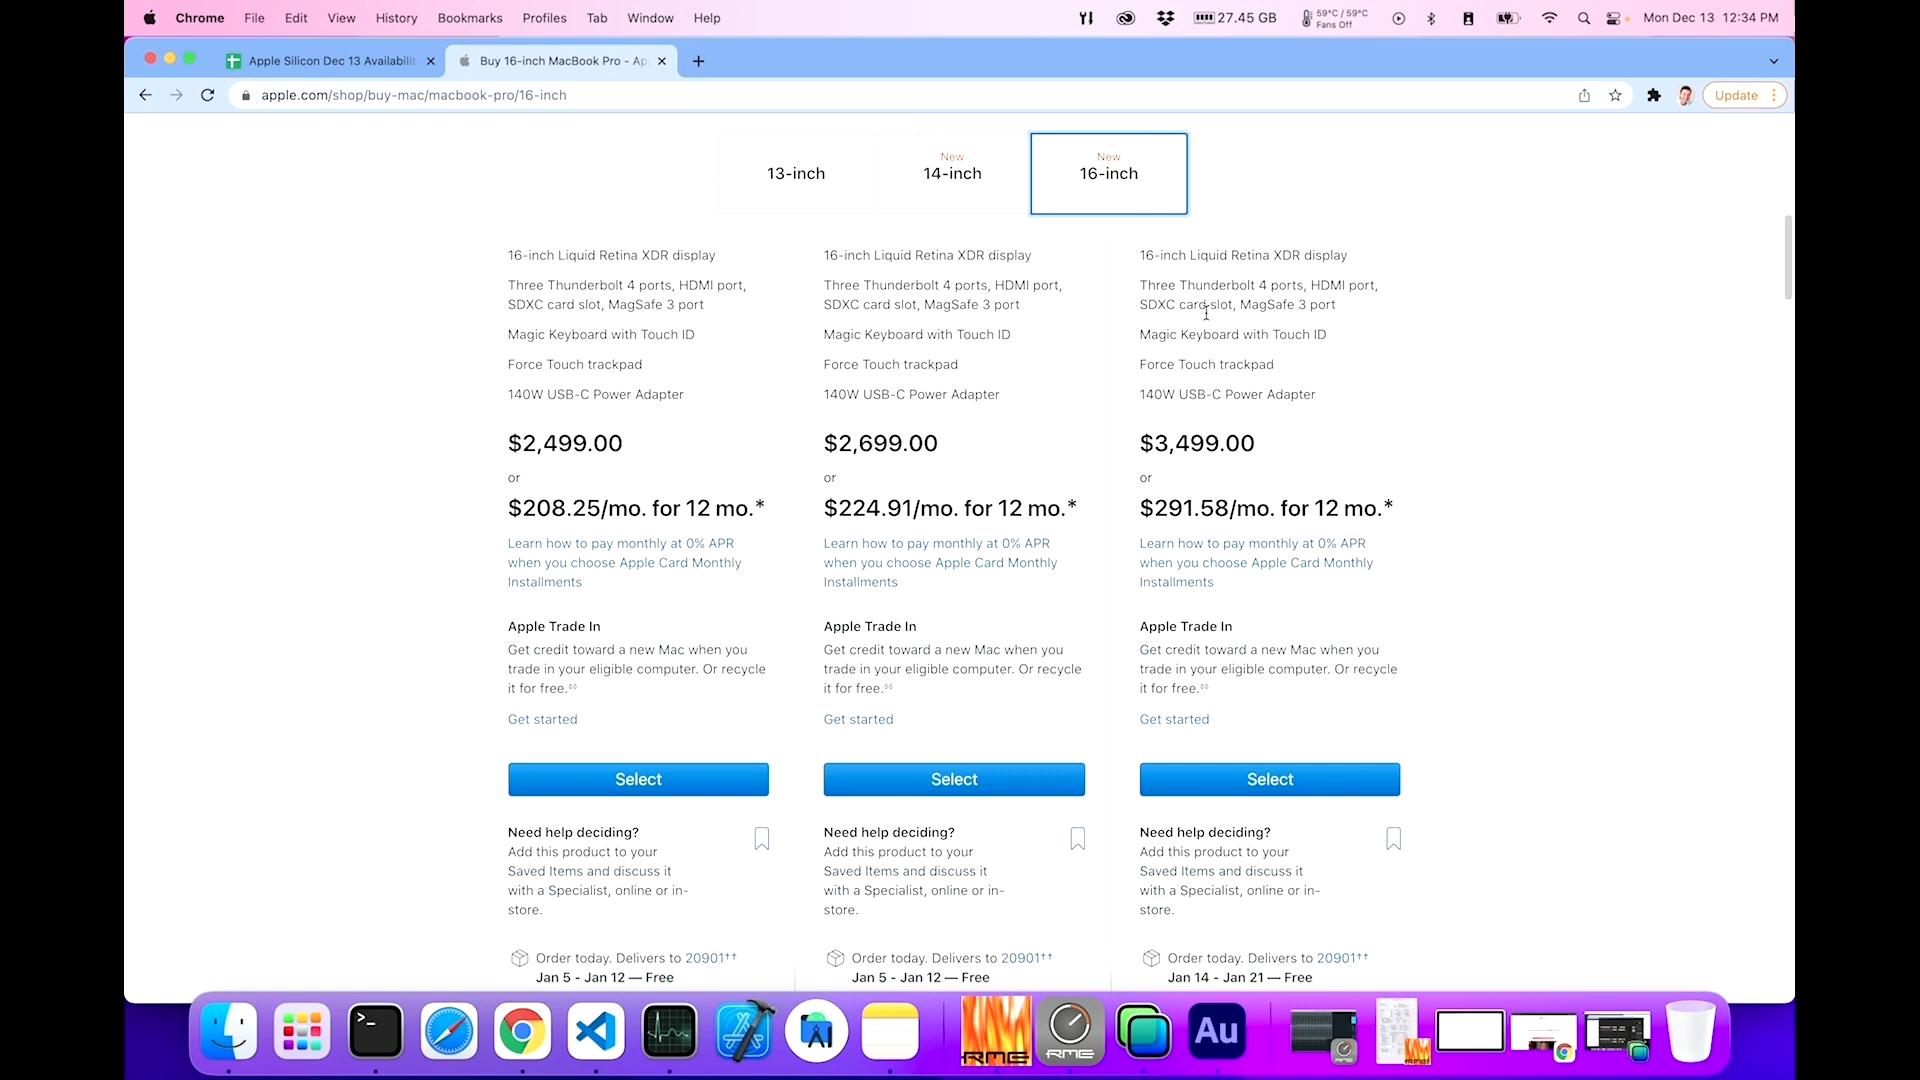 Chrome File Edit View History Bookmarks Profiles Tab Window Help 27.45 GB 59°C / 59°C Fans Off Mon Dec 13 12:34 PM
Apple Silicon Dec 13 Availabilit Buy 16-inch MacBook Pro - Ap
apple.com/shop/buy-mac/macbook-pro/16-inch Update
New New
13-inch 14-inch 16-inch
16-inch Liquid Retina XDR display
Three Thunderbolt 4 ports, HDMI port,
SDXC card slot, MagSafe 3 port
Magic Keyboard with Touch ID
Force Touch trackpad
140W USB-C Power Adapter
$2,499.00
or
$208.25/mo. for 12 mo.*
Learn how to pay monthly at 0% APR
when you choose Apple Card Monthly
Installments
Apple Trade In
Get credit toward a new Mac when you
trade in your eligible computer. Or recycle
it for free.◊◊
Get started
Select
Need help deciding?
Add this product to your
Saved Items and discuss it
with a Specialist, online or in-
store.
Order today. Delivers to 20901††
Jan 5 - Jan 12 — Free
16-inch Liquid Retina XDR display
Three Thunderbolt 4 ports, HDMI port,
SDXC card slot, MagSafe 3 port
Magic Keyboard with Touch ID
Force Touch trackpad
140W USB-C Power Adapter
$2,699.00
or
$224.91/mo. for 12 mo.*
Learn how to pay monthly at 0% APR
when you choose Apple Card Monthly
Installments
Apple Trade In
Get credit toward a new Mac when you
trade in your eligible computer. Or recycle
it for free.◊◊
Get started
Select
Need help deciding?
Add this product to your
Saved Items and discuss it
with a Specialist, online or in-
store.
Order today. Delivers to 20901††
Jan 5 - Jan 12 — Free
16-inch Liquid Retina XDR display
Three Thunderbolt 4 ports, HDMI port,
SDXC card slot, MagSafe 3 port
Magic Keyboard with Touch ID
Force Touch trackpad
140W USB-C Power Adapter
$3,499.00
or
$291.58/mo. for 12 mo.*
Learn how to pay monthly at 0% APR
when you choose Apple Card Monthly
Installments
Apple Trade In
Get credit toward a new Mac when you
trade in your eligible computer. Or recycle
it for free.◊◊
Get started
Select
Need help deciding?
Add this product to your
Saved Items and discuss it
with a Specialist, online or in-
store.
Order today. Delivers to 20901††
Jan 14 - Jan 21 — Free
RME RME Au